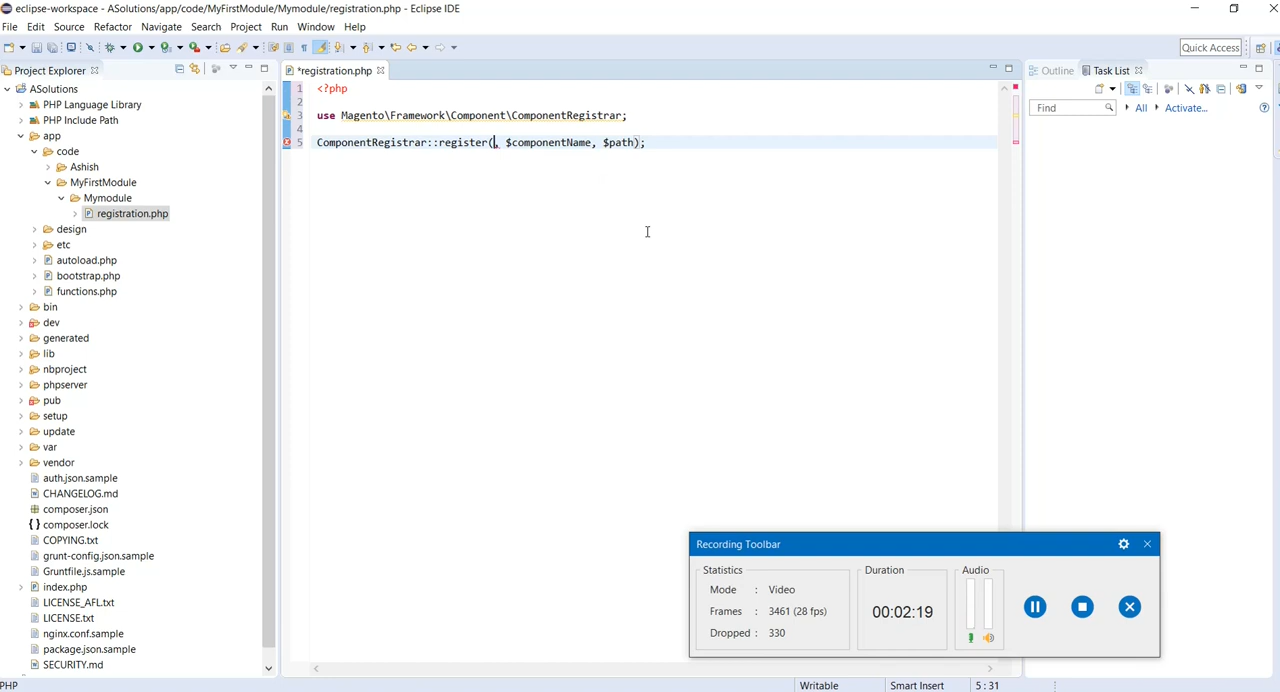 eclipse-workspace - ASolutions/app/code/MyFirstModule/Mymodule/registration.php - Eclipse IDE
File Edit Source Refactor Navigate Search Project Run Window Help
Quick Access
Project Explorer
*registration.php
Outline Task List
ASolutions
PHP Language Library
PHP Include Path
app
code
Ashish
MyFirstModule
Mymodule
registration.php
design
etc
autoload.php
bootstrap.php
functions.php
bin
dev
generated
lib
nbproject
phpserver
pub
setup
update
var
vendor
auth.json.sample
CHANGELOG.md
composer.json
composer.lock
COPYING.txt
grunt-config.json.sample
Gruntfile.js.sample
index.php
LICENSE_AFL.txt
LICENSE.txt
nginx.conf.sample
package.json.sample
SECURITY.md
1 <?php
2
3 use Magento\Framework\Component\ComponentRegistrar;
4
5 ComponentRegistrar::register(, $componentName, $path);
Find All Activate...
Recording Toolbar
Statistics
Mode : Video
Frames : 3461 (28 fps)
Dropped : 330
Duration
00:02:19
Audio
PHP Writable Smart Insert 5 : 31